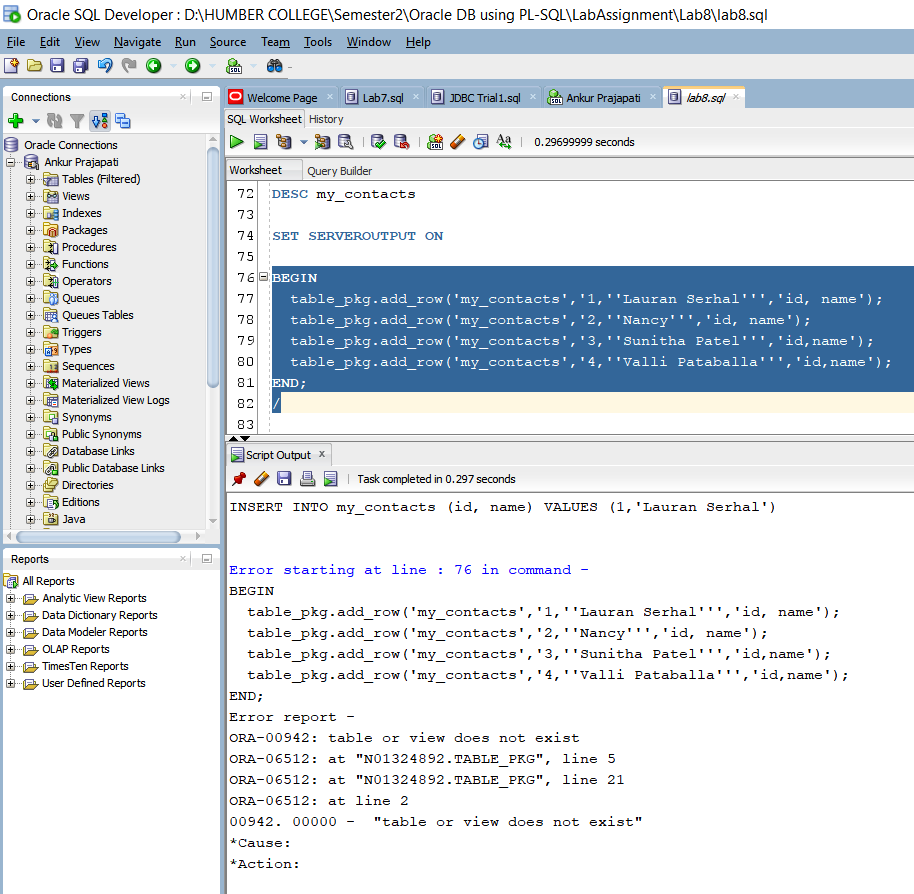 Oracle SQL Developer : D:\HUMBER COLLEGE\Semester2\Oracle DB using PL-SQL\LabAssignment\Lab8\lab8.sql
File Edit View Navigate Run Source Team Tools Window Help
Connections
Oracle Connections
Ankur Prajapati
Tables (Filtered)
Views
Indexes
Packages
Procedures
Functions
Operators
Queues
Queues Tables
Triggers
Types
Sequences
Materialized Views
Materialized View Logs
Synonyms
Public Synonyms
Database Links
Public Database Links
Directories
Editions
Java
Reports
All Reports
Analytic View Reports
Data Dictionary Reports
Data Modeler Reports
OLAP Reports
TimesTen Reports
User Defined Reports
Welcome Page Lab7.sql JDBC Trial1.sql Ankur Prajapati lab8.sql
SQL Worksheet History
0.29699999 seconds
Worksheet Query Builder
72 DESC my_contacts
73
74 SET SERVEROUTPUT ON
75
76 BEGIN
77 table_pkg.add_row('my_contacts','1,''Lauran Serhal''','id, name');
78 table_pkg.add_row('my_contacts','2,''Nancy''','id, name');
79 table_pkg.add_row('my_contacts','3,''Sunitha Patel''','id,name');
80 table_pkg.add_row('my_contacts','4,''Valli Pataballa''','id,name');
81 END;
82 /
83
Script Output x
Task completed in 0.297 seconds
INSERT INTO my_contacts (id, name) VALUES (1,'Lauran Serhal')
Error starting at line : 76 in command -
BEGIN
table_pkg.add_row('my_contacts','1,''Lauran Serhal''','id, name');
table_pkg.add_row('my_contacts','2,''Nancy''','id, name');
table_pkg.add_row('my_contacts','3,''Sunitha Patel''','id,name');
table_pkg.add_row('my_contacts','4,''Valli Pataballa''','id,name');
END;
Error report -
ORA-00942: table or view does not exist
ORA-06512: at "N01324892.TABLE_PKG", line 5
ORA-06512: at "N01324892.TABLE_PKG", line 21
ORA-06512: at line 2
00942. 00000 - "table or view does not exist"
*Cause:
*Action: